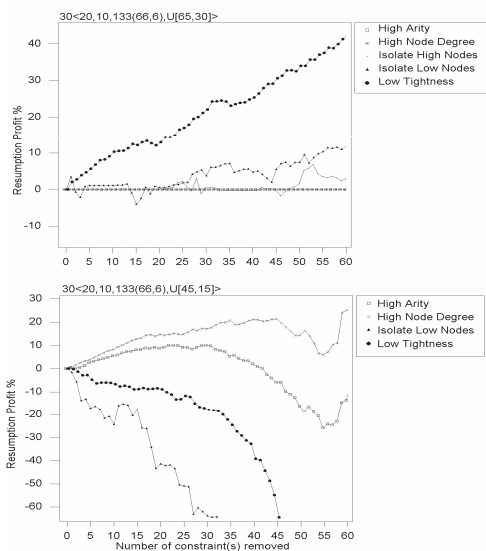 30<20,10,133(66,6),U[65,30]>
Resumption Profit %
40
30
20
10
0
-10
0 5 10 15 20 25 30 35 40 45 50 55 60
High Arity
High Node Degree
Isolate High Nodes
Isolate Low Nodes
Low Tightness
30<20,10,133(66,6),U[45,15]>
Resumption Profit %
30
20
10
0
-10
-20
-30
-40
-50
-60
0 5 10 15 20 25 30 35 40 45 50 55 60
Number of constraint(s) removed
High Arity
High Node Degree
Isolate Low Nodes
Low Tightness